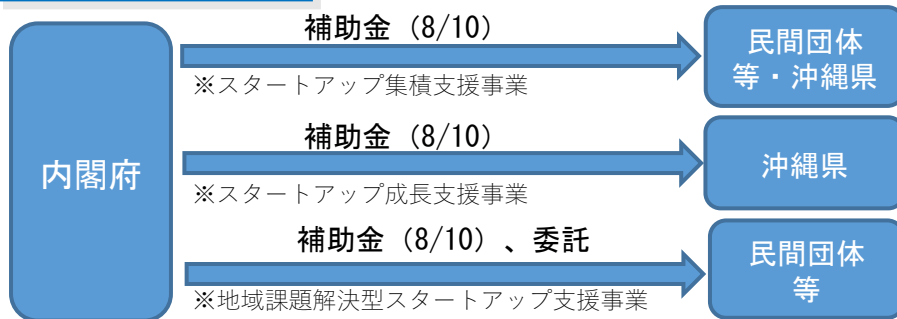 内閣府
補助金（8/10）
※スタートアップ集積支援事業
民間団体
等・沖縄県
補助金（8/10）
※スタートアップ成長支援事業
沖縄県
補助金（8/10）、委託
※地域課題解決型スタートアップ支援事業
民間団体
等